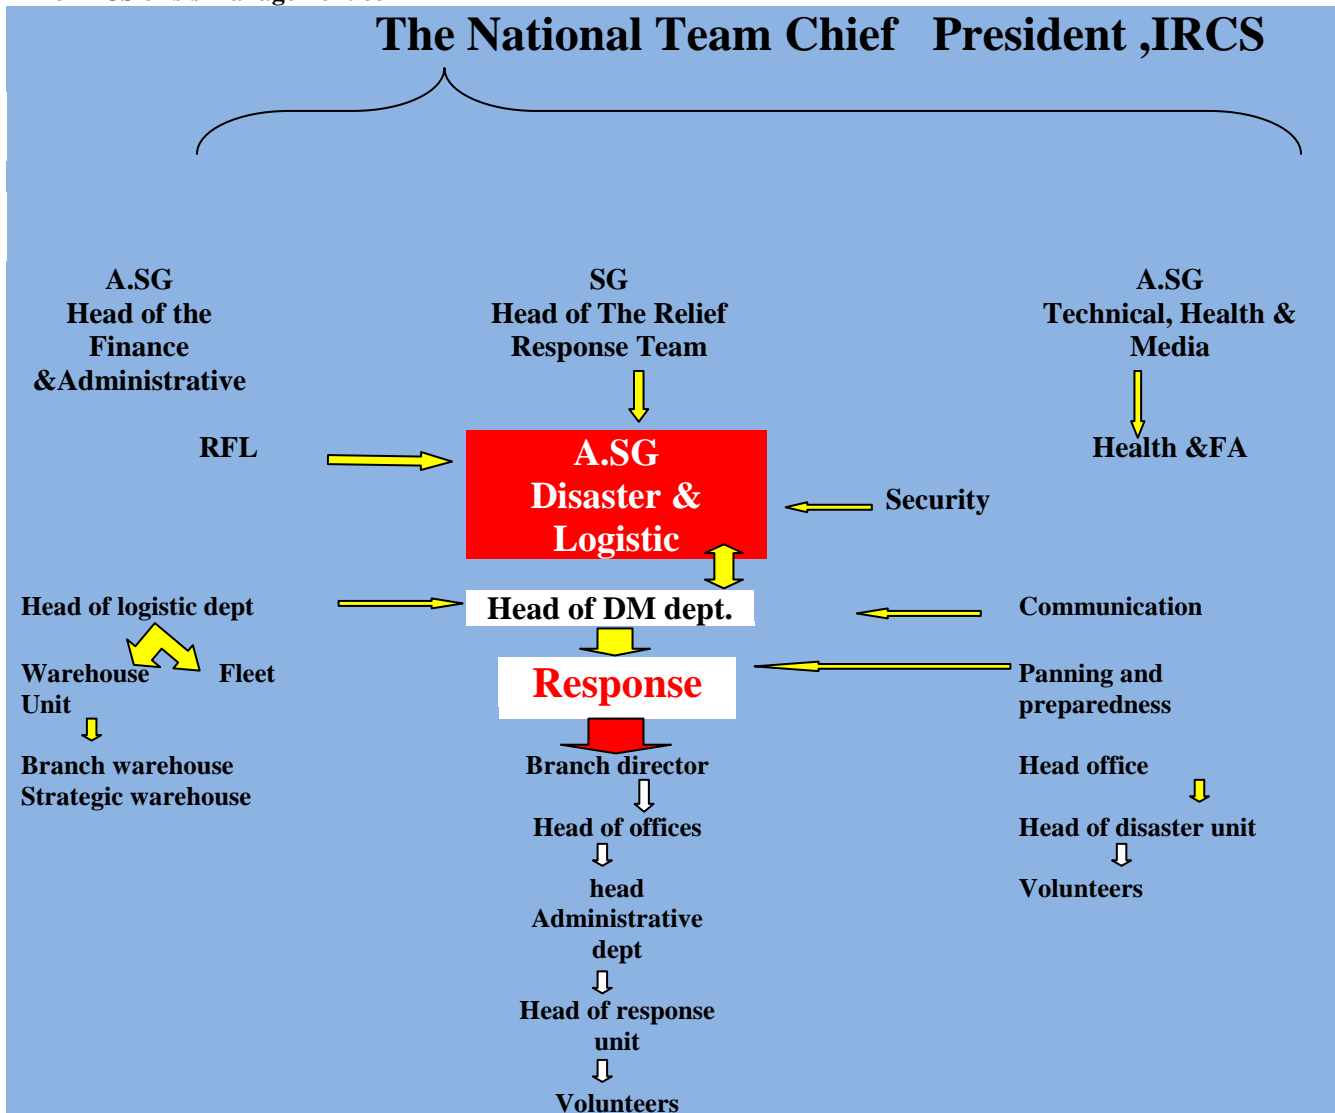 The National Team Chief President ,IRCS
A.SG
Head of the
Finance
&Administrative
SG
Head of The Relief
Response Team
A.SG
Technical, Health &
Media
RFL
A.SG
Disaster &
Logistic
Health &FA
Security
Head of logistic dept
Head of DM dept.
Communication
Warehouse
Unit
Fleet
Response
Panning and
preparedness
Branch warehouse
Strategic warehouse
Branch director
Head office
Head of offices
Head of disaster unit
head
Administrative
dept
Volunteers
Head of response
unit
Volunteers